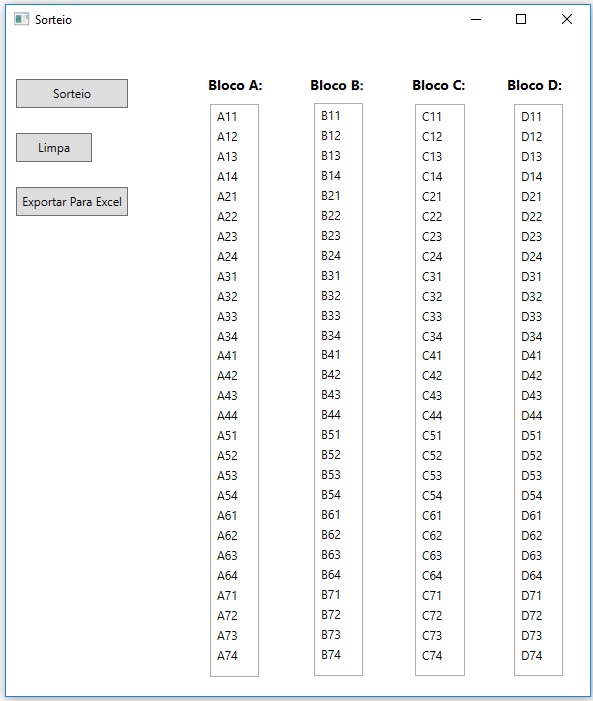 Sorteio
Bloco A: Bloco B: Bloco C: Bloco D:
Sorteio
Limpa
Exportar Para Excel
A11 B11 C11 D11
A12 B12 C12 D12
A13 B13 C13 D13
A14 B14 C14 D14
A21 B21 C21 D21
A22 B22 C22 D22
A23 B23 C23 D23
A24 B24 C24 D24
A31 B31 C31 D31
A32 B32 C32 D32
A33 B33 C33 D33
A34 B34 C34 D34
A41 B41 C41 D41
A42 B42 C42 D42
A43 B43 C43 D43
A44 B44 C44 D44
A51 B51 C51 D51
A52 B52 C52 D52
A53 B53 C53 D53
A54 B54 C54 D54
A61 B61 C61 D61
A62 B62 C62 D62
A63 B63 C63 D63
A64 B64 C64 D64
A71 B71 C71 D71
A72 B72 C72 D72
A73 B73 C73 D73
A74 B74 C74 D74